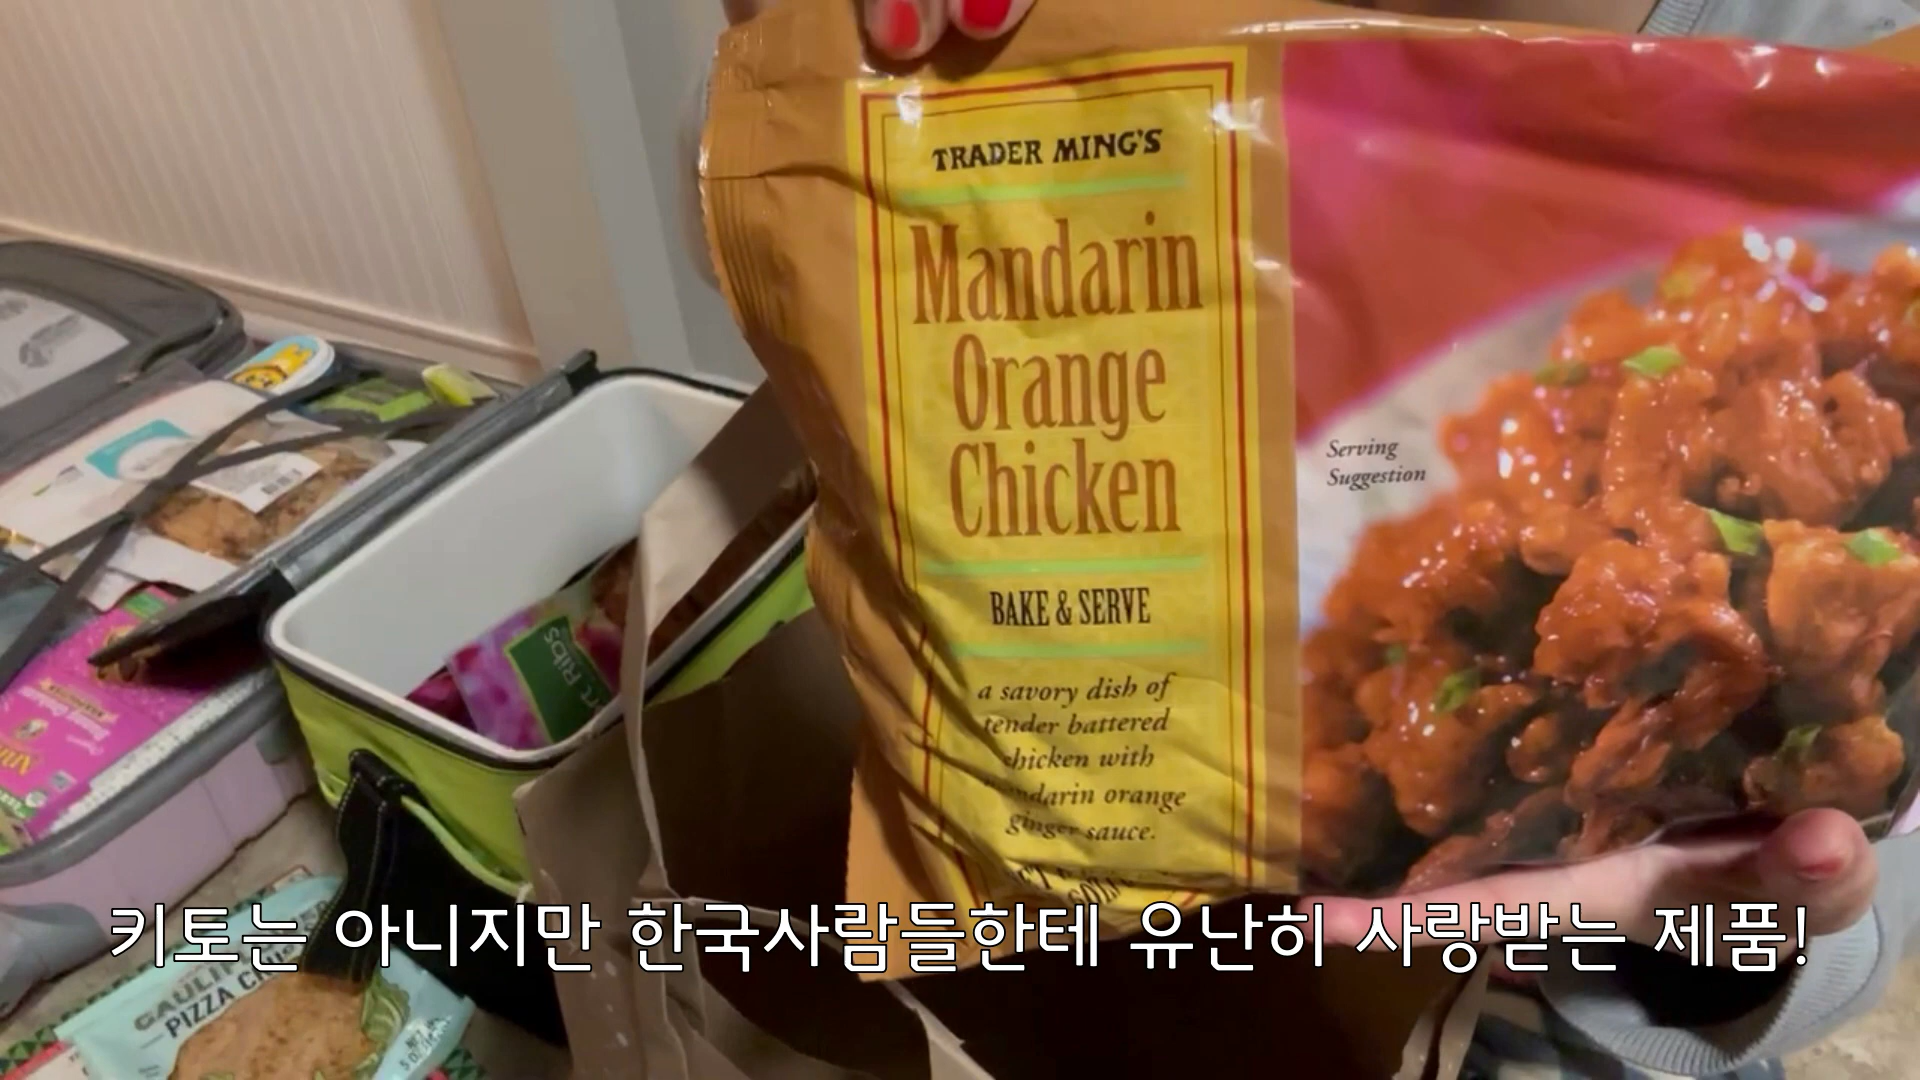 TRADER MING'S
Mandarin
Orange
Chicken
BAKE & SERVE
a savory dish of
tender battered
chicken with
mandarin orange
ginger sauce.
Serving
Suggestion
PIZZA
키토는 아니지만 한국사람들한테 유난히 사랑받는 제품!